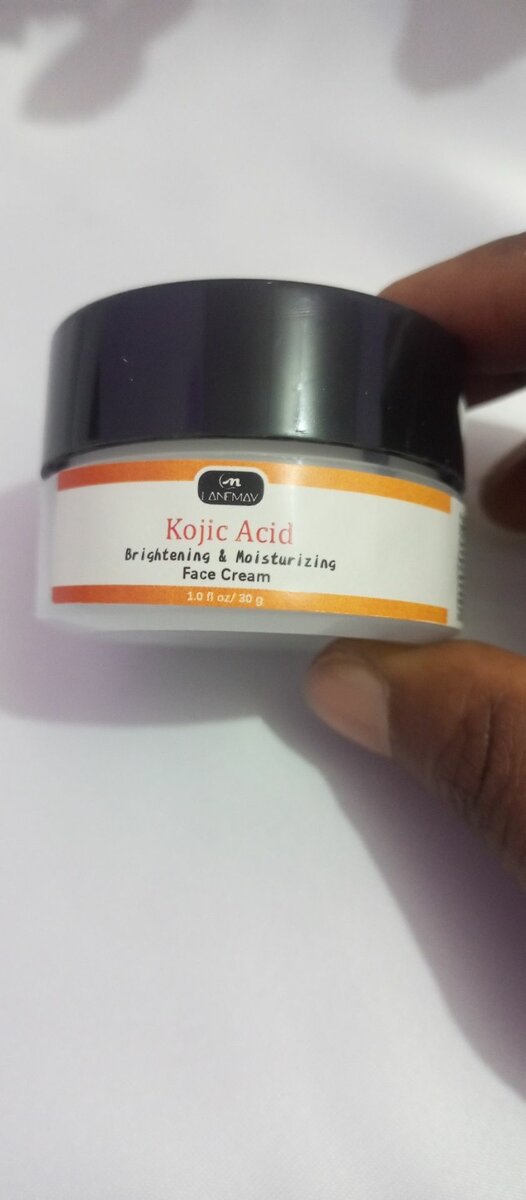 LANEMAY
Kojic Acid
Brightening & Moisturizing
Face Cream
1.0 fl oz/ 30 g